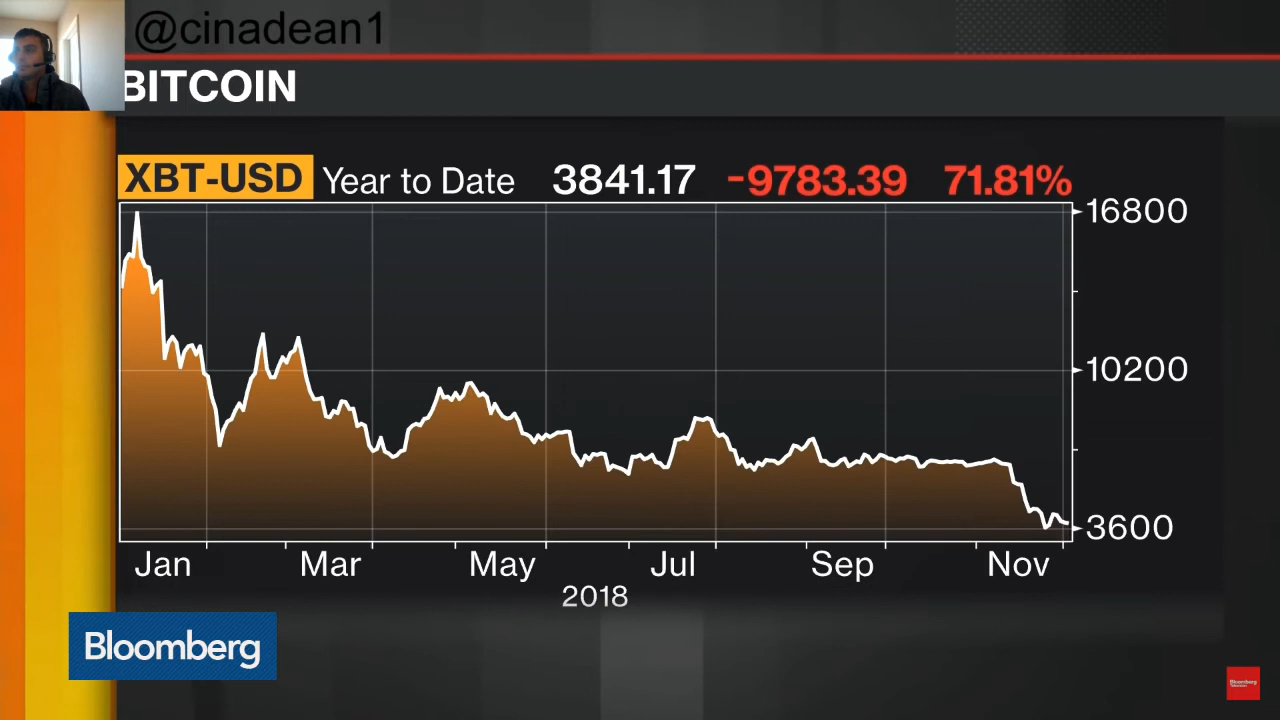 @cinadean1
BITCOIN
XBT-USD Year to Date 3841.17 -9783.39 71.81%
16800
10200
3600
Jan Mar May Jul Sep Nov
2018
Bloomberg
Bloomberg